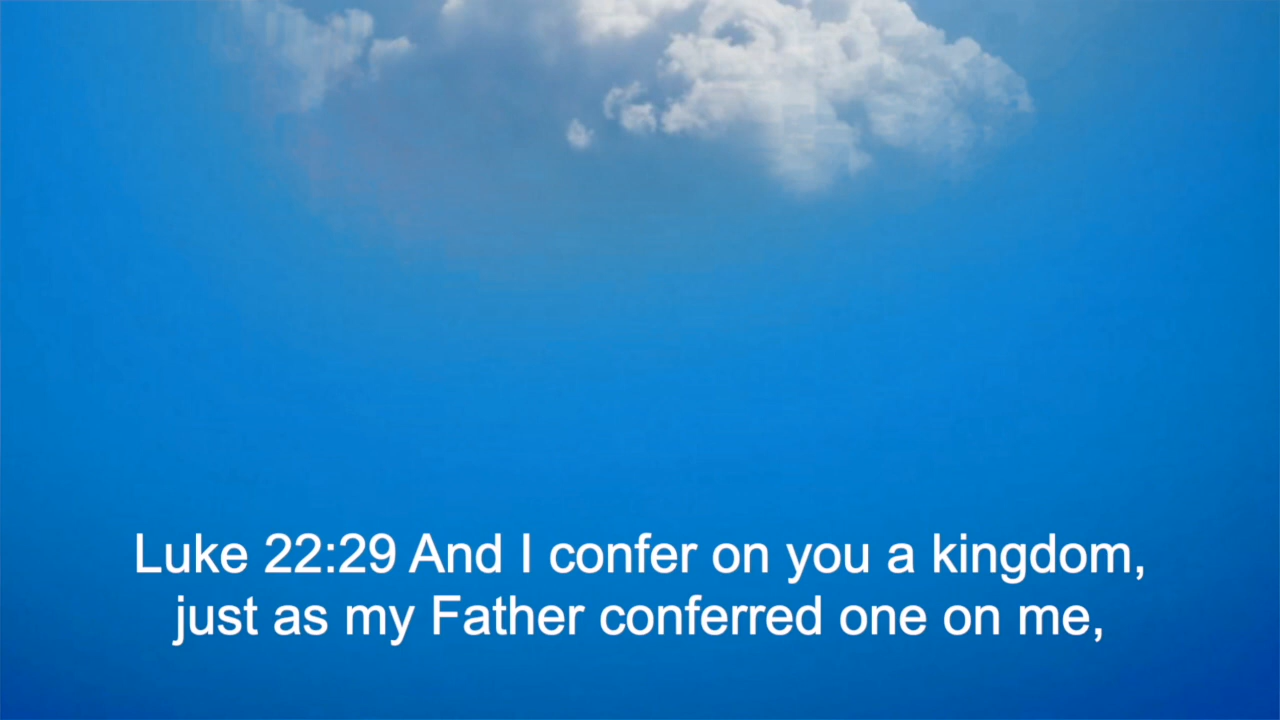 Luke 22:29 And I confer on you a kingdom,
just as my Father conferred one on me,